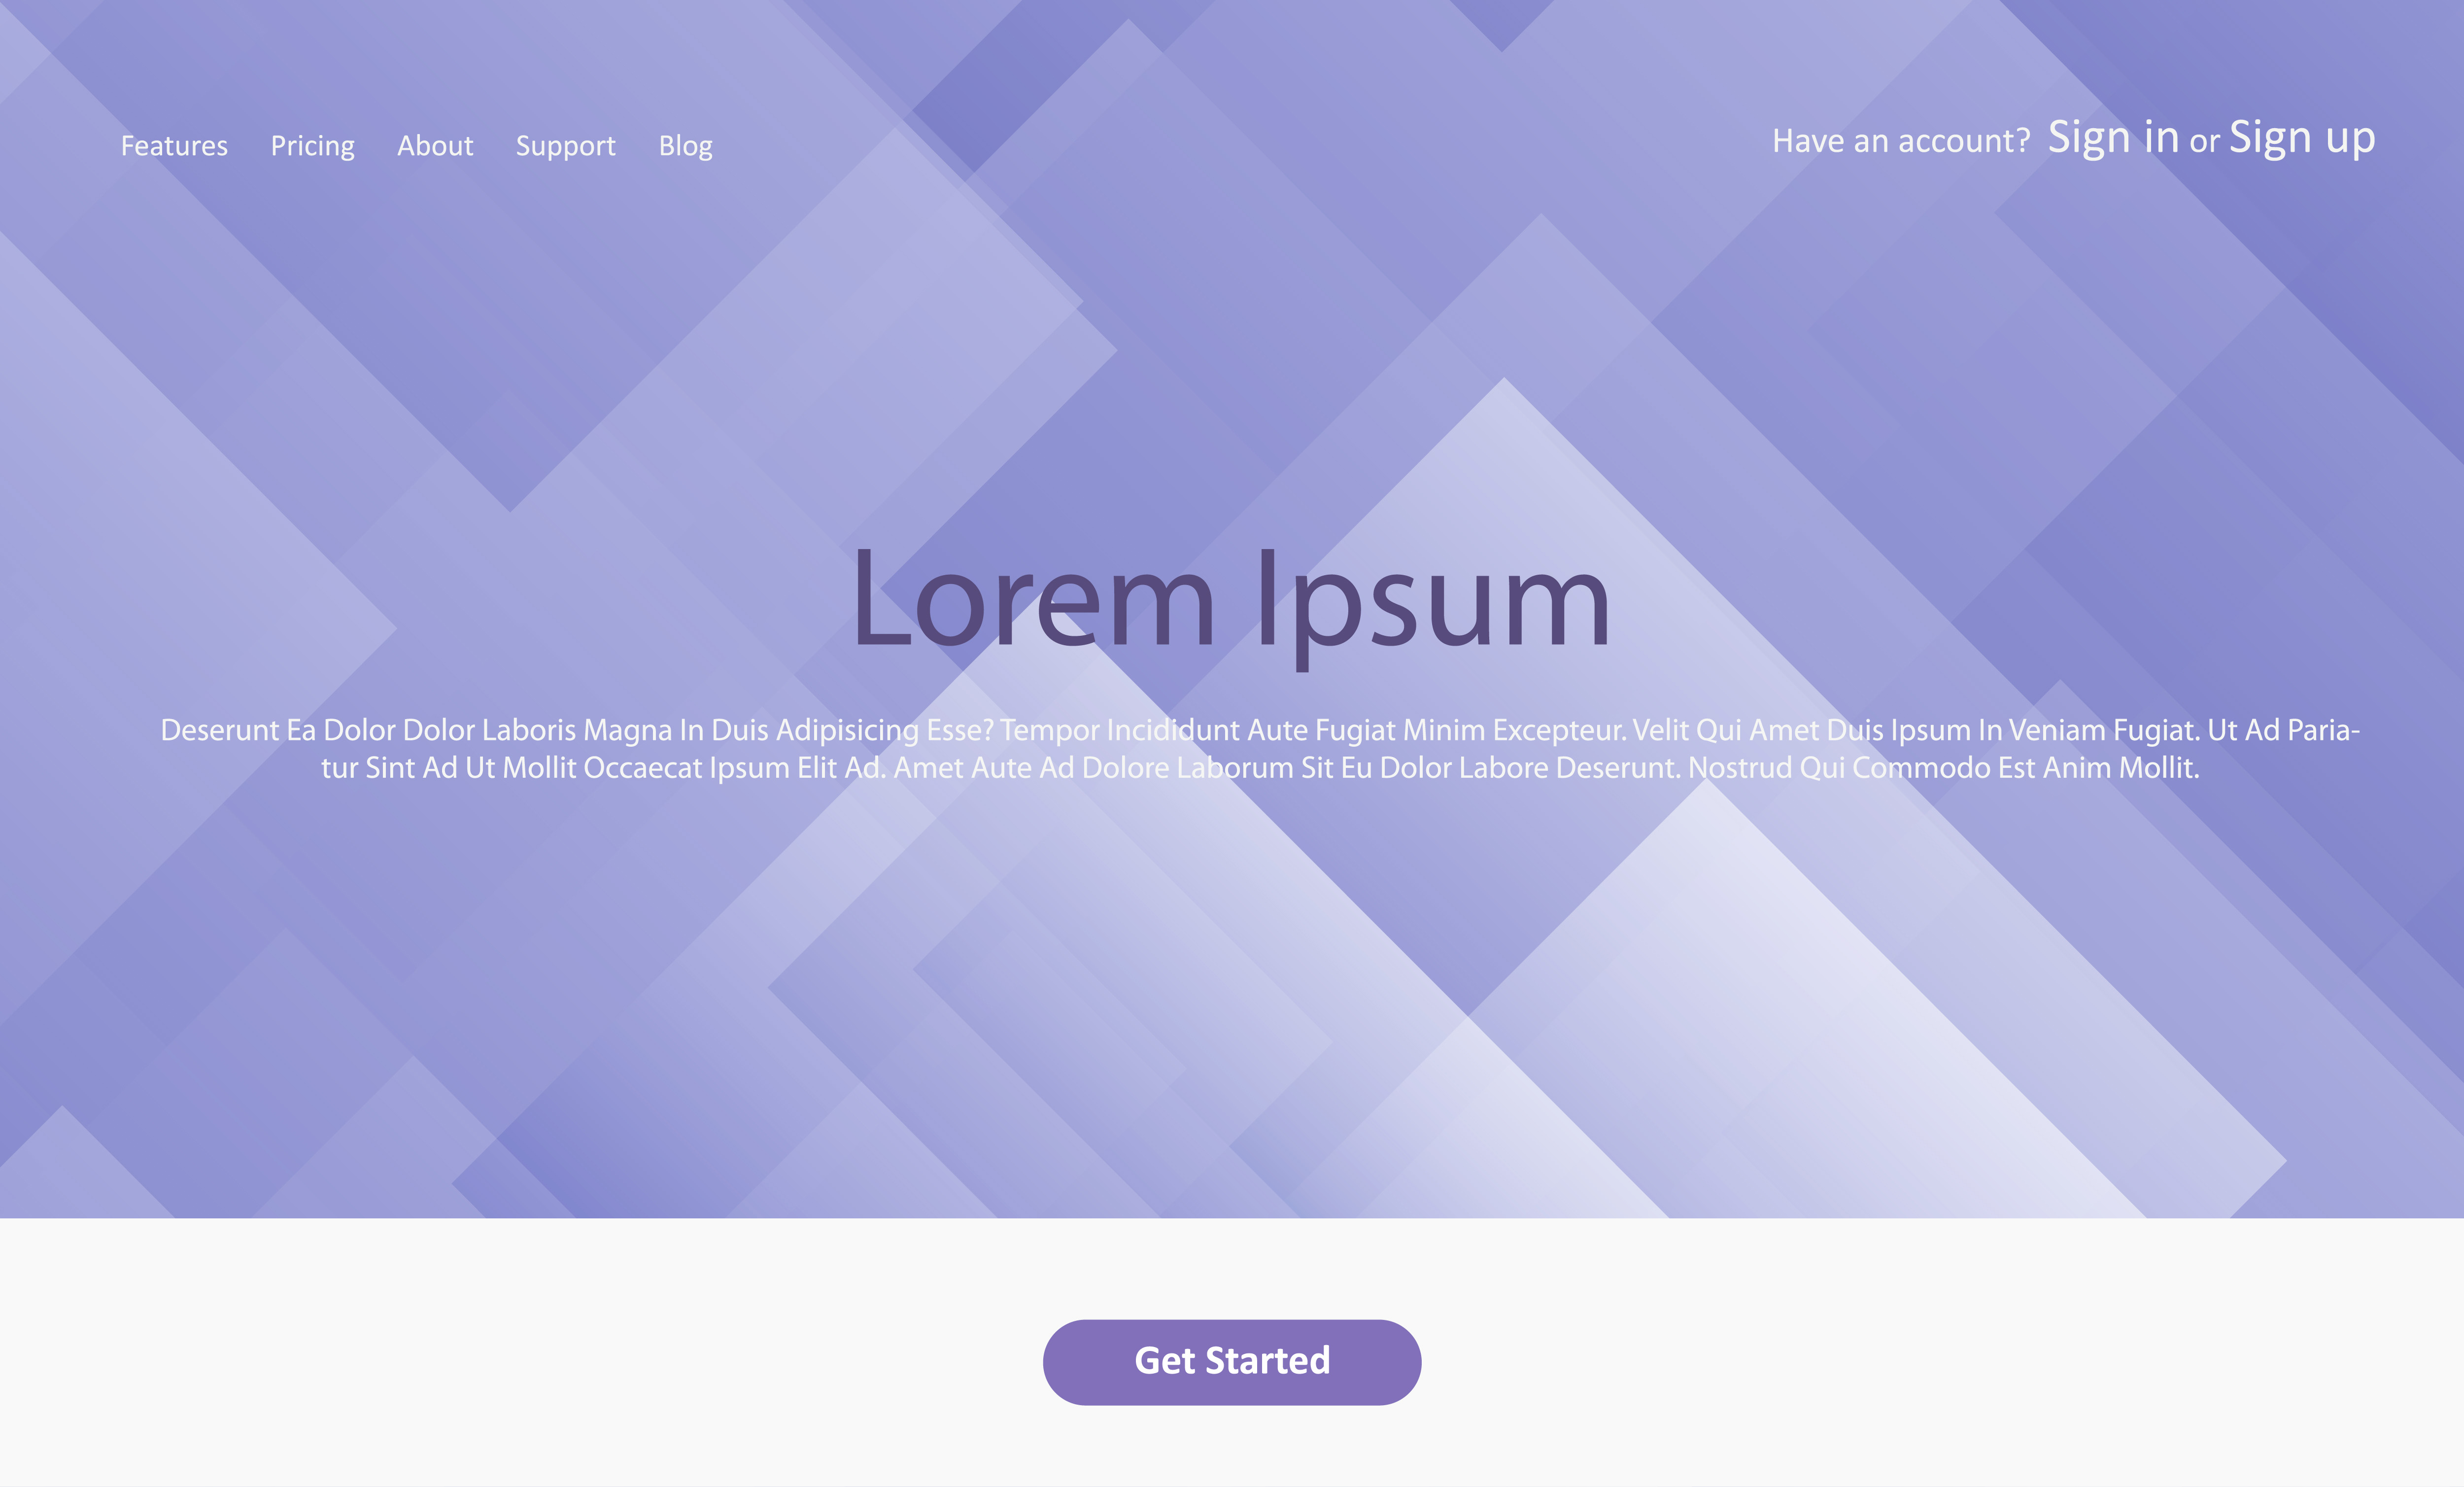 Features Pricing About Support Blog
Have an account? Sign in or Sign up
Lorem Ipsum
Deserunt Ea Dolor Dolor Laboris Magna In Duis Adipisicing Esse? Tempor Incididunt Aute Fugiat Minim Excepteur. Velit Qui Amet Duis Ipsum In Veniam Fugiat. Ut Ad Paria-
tur Sint Ad Ut Mollit Occaecat Ipsum Elit Ad. Amet Aute Ad Dolore Laborum Sit Eu Dolor Labore Deserunt. Nostrud Qui Commodo Est Anim Mollit.
Get Started